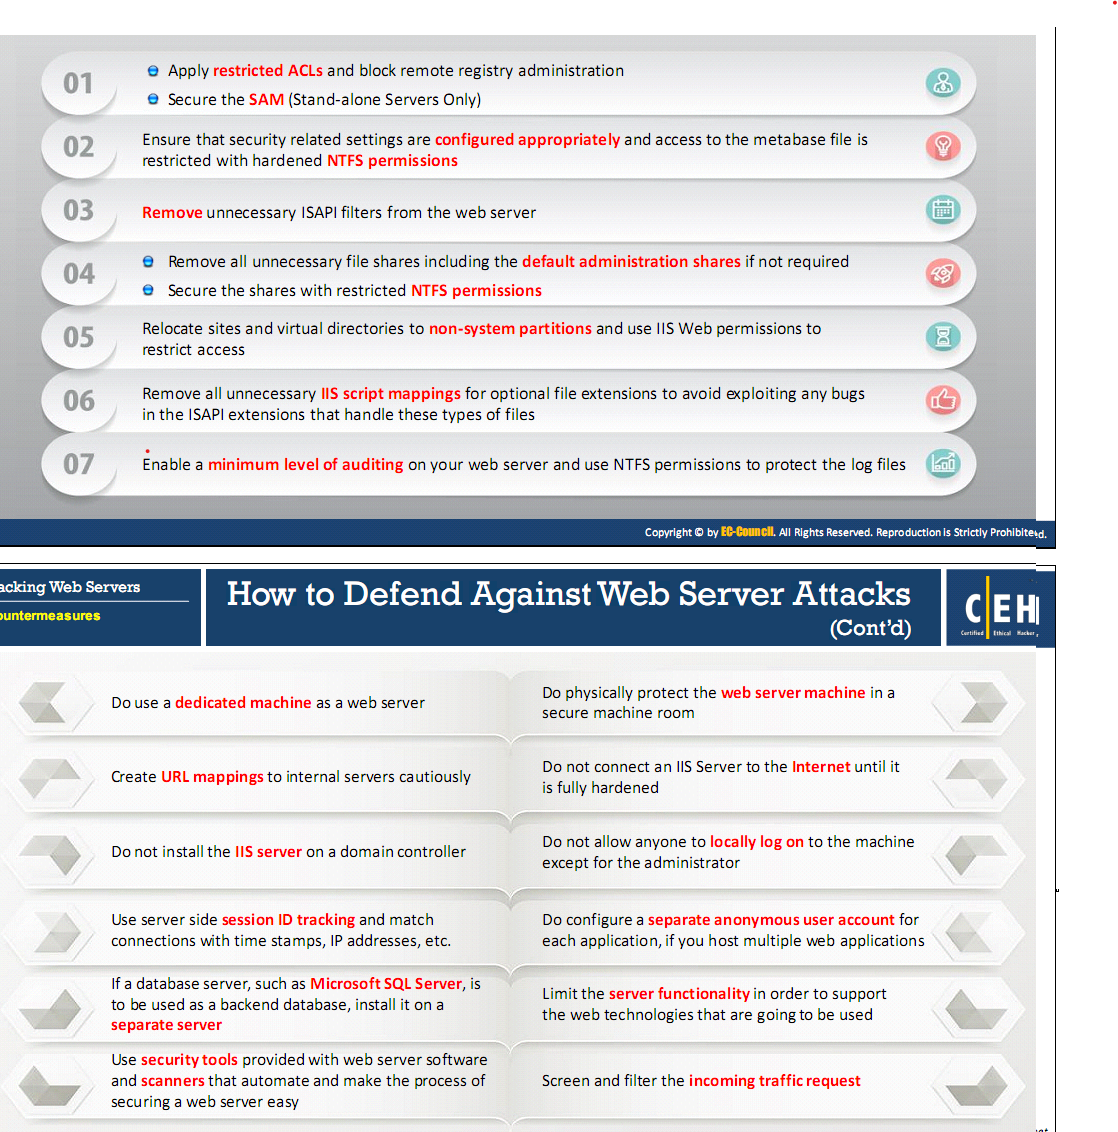 01
Apply restricted ACLs and block remote registry administration
Secure the SAM (Stand-alone Servers Only)
02
Ensure that security related settings are configured appropriately and access to the metabase file is
restricted with hardened NTFS permissions
03
Remove unnecessary ISAPI filters from the web server
04
Remove all unnecessary file shares including the default administration shares if not required
Secure the shares with restricted NTFS permissions
05
Relocate sites and virtual directories to non-system partitions and use IIS Web permissions to
restrict access
06
Remove all unnecessary IIS script mappings for optional file extensions to avoid exploiting any bugs
in the ISAPI extensions that handle these types of files
07
Enable a minimum level of auditing on your web server and use NTFS permissions to protect the log files
Copyright © by EC-Council. All Rights Reserved. Reproduction is Strictly Prohibited.
acking Web Servers
ountermeasures
How to Defend Against Web Server Attacks
(Cont'd)
C EH
Certified Ethical Hacker
Do use a dedicated machine as a web server
Do physically protect the web server machine in a
secure machine room
Create URL mappings to internal servers cautiously
Do not connect an IIS Server to the Internet until it
is fully hardened
Do not install the IIS server on a domain controller
Do not allow anyone to locally log on to the machine
except for the administrator
Use server side session ID tracking and match
connections with time stamps, IP addresses, etc.
Do configure a separate anonymous user account for
each application, if you host multiple web applications
If a database server, such as Microsoft SQL Server, is
to be used as a backend database, install it on a
separate server
Limit the server functionality in order to support
the web technologies that are going to be used
Use security tools provided with web server software
and scanners that automate and make the process of
securing a web server easy
Screen and filter the incoming traffic request